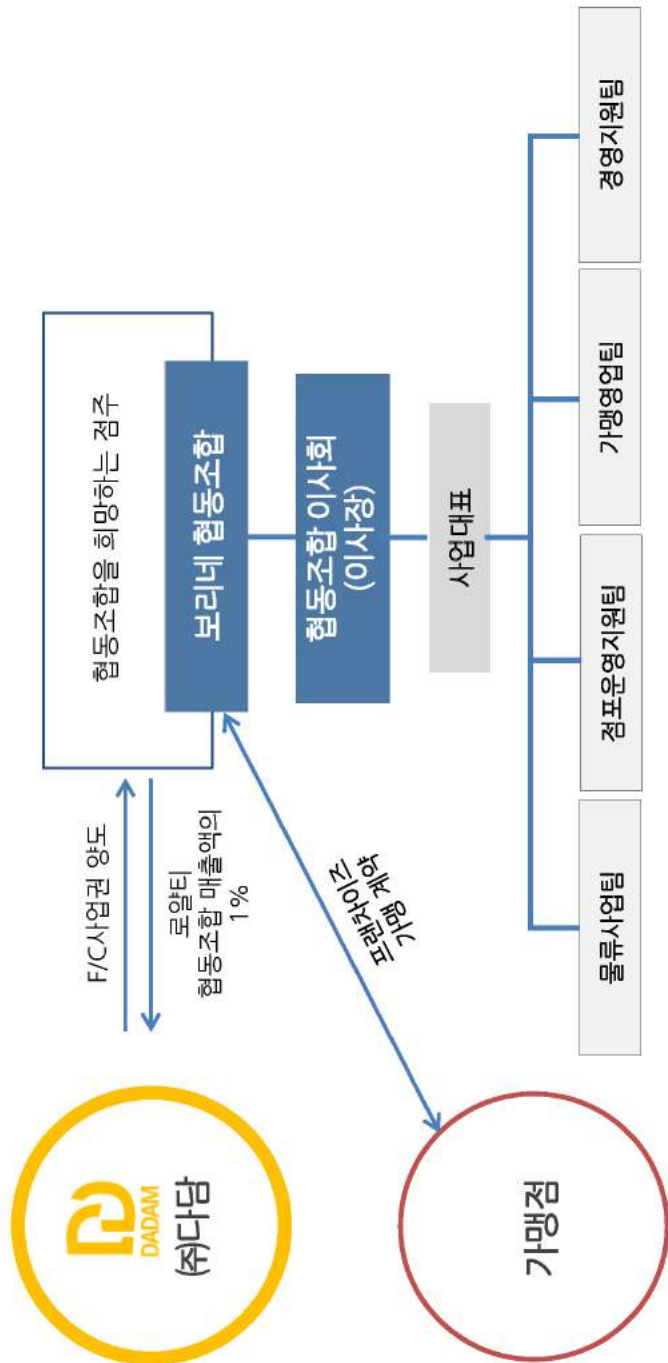 DADAM
(주)다담
F/C사업권 양도
로얄티
협동조합 매출액의
1%
협동조합을 희망하는 점주
보리네 협동조합
협동조합 이사회
(이사장)
사업대표
프랜차이즈
가맹 계약
가맹점
물류사업팀
점포운영지원팀
가맹영업팀
경영지원팀